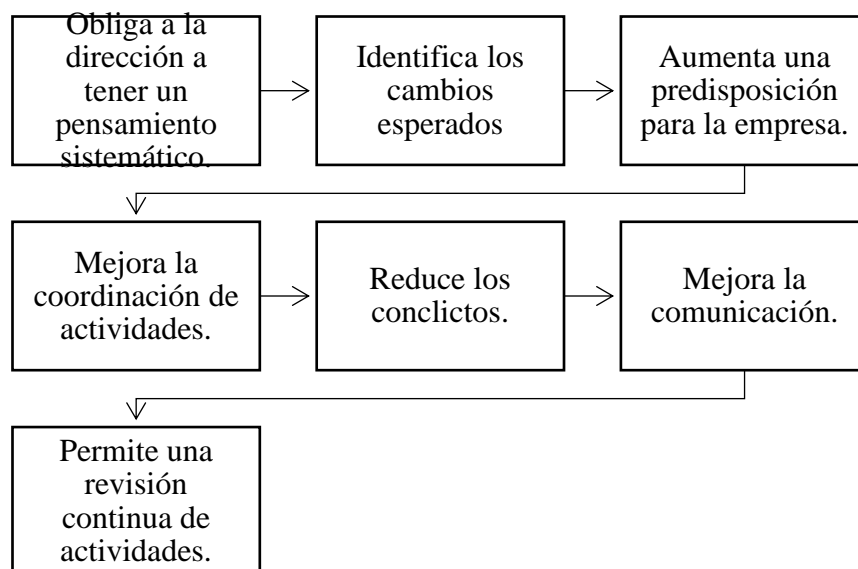 Obliga a la
dirección a
tener un
pensamiento
sistemático.
Identifica los
cambios
esperados
Aumenta una
predisposición
para la empresa.
Mejora la
coordinación de
actividades.
Reduce los
conclictos.
Mejora la
comunicación.
Permite una
revisión
continua de
actividades.